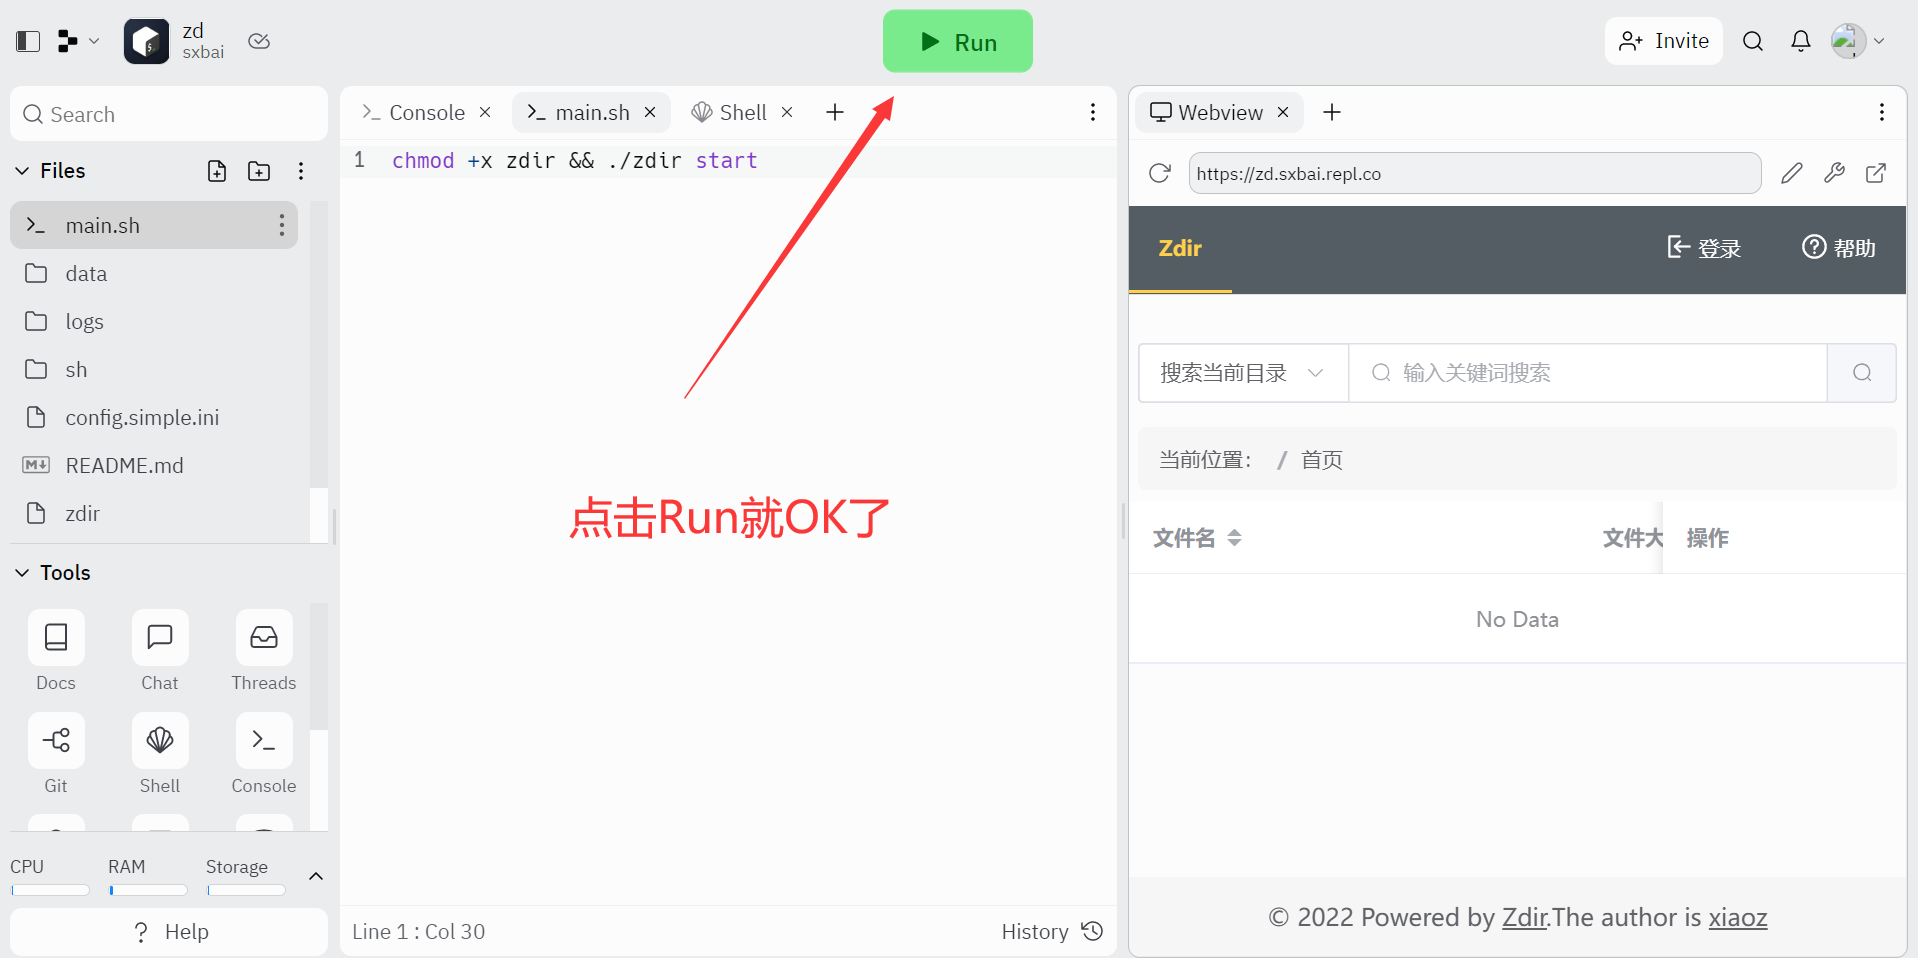 zd
sxbai
Run
Invite
Search
Files
main.sh
data
logs
sh
config.simple.ini
README.md
zdir
Tools
Docs
Chat
Threads
Git
Shell
Console
CPU
RAM
Storage
? Help
Console
main.sh
Shell
1 chmod +x zdir && ./zdir start
点击Run就OK了
Line 1 : Col 30
History
Webview
https://zd.sxbai.repl.co
Zdir
登录
帮助
搜索当前目录
输入关键词搜索
当前位置： / 首页
文件名
文件大
操作
No Data
© 2022 Powered by Zdir.The author is xiaoz